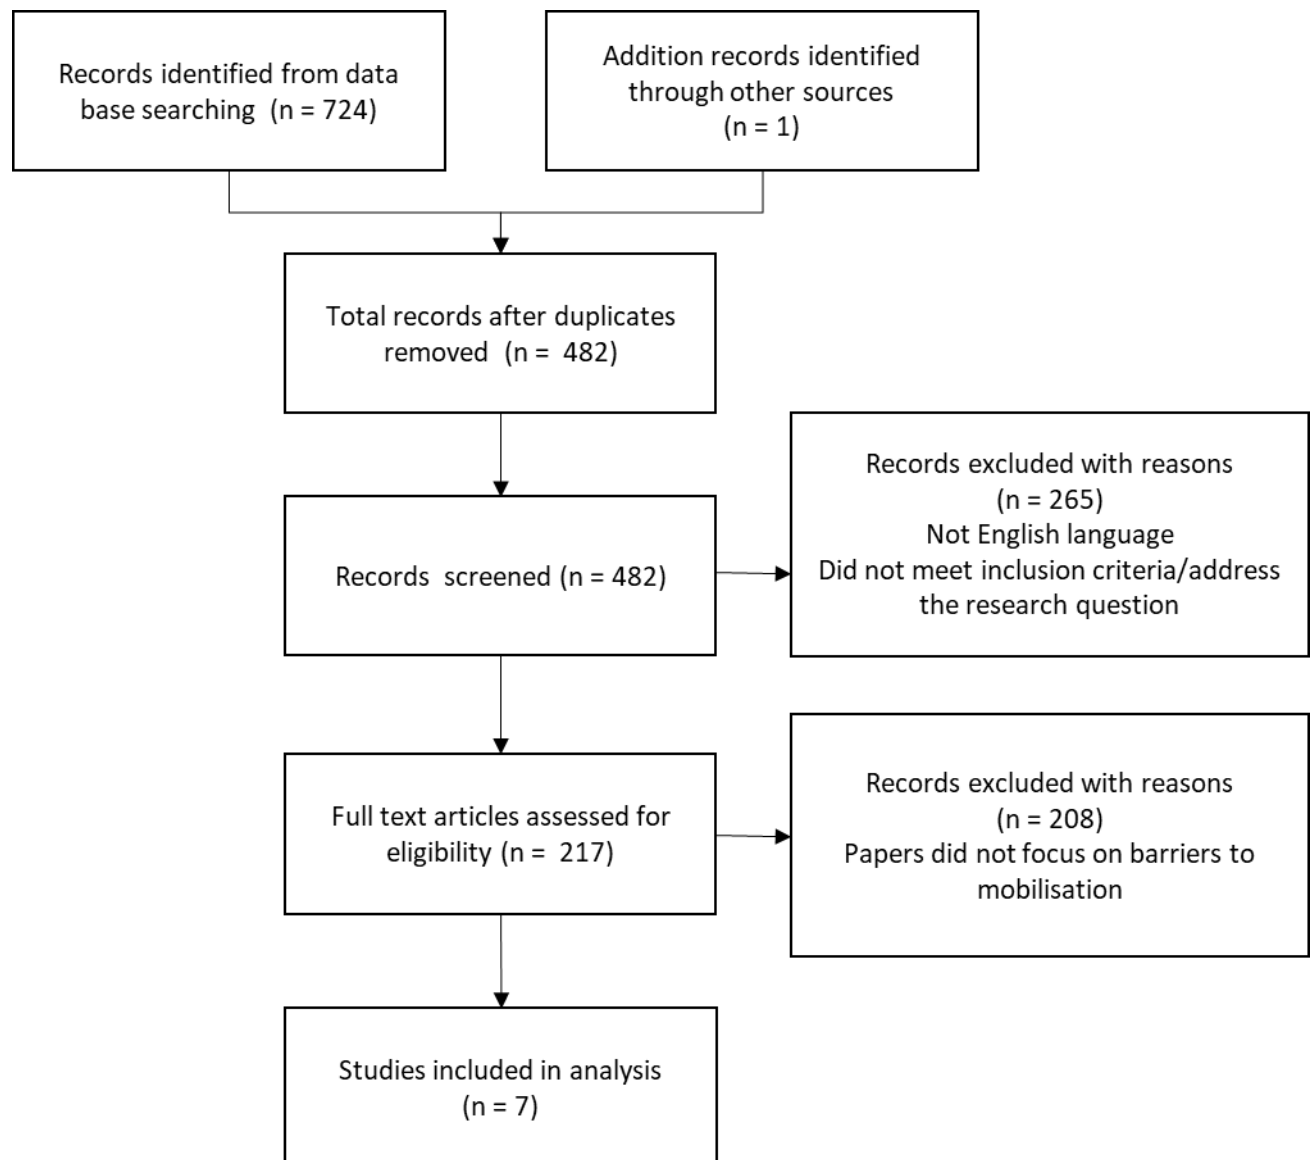 Records identified from data
base searching (n = 724)
Addition records identified
through other sources
(n = 1)
Total records after duplicates
removed (n = 482)
Records screened (n = 482)
Records excluded with reasons
(n = 265)
Not English language
Did not meet inclusion criteria/address
the research question
Full text articles assessed for
eligibility (n = 217)
Records excluded with reasons
(n = 208)
Papers did not focus on barriers to
mobilisation
Studies included in analysis
(n = 7)